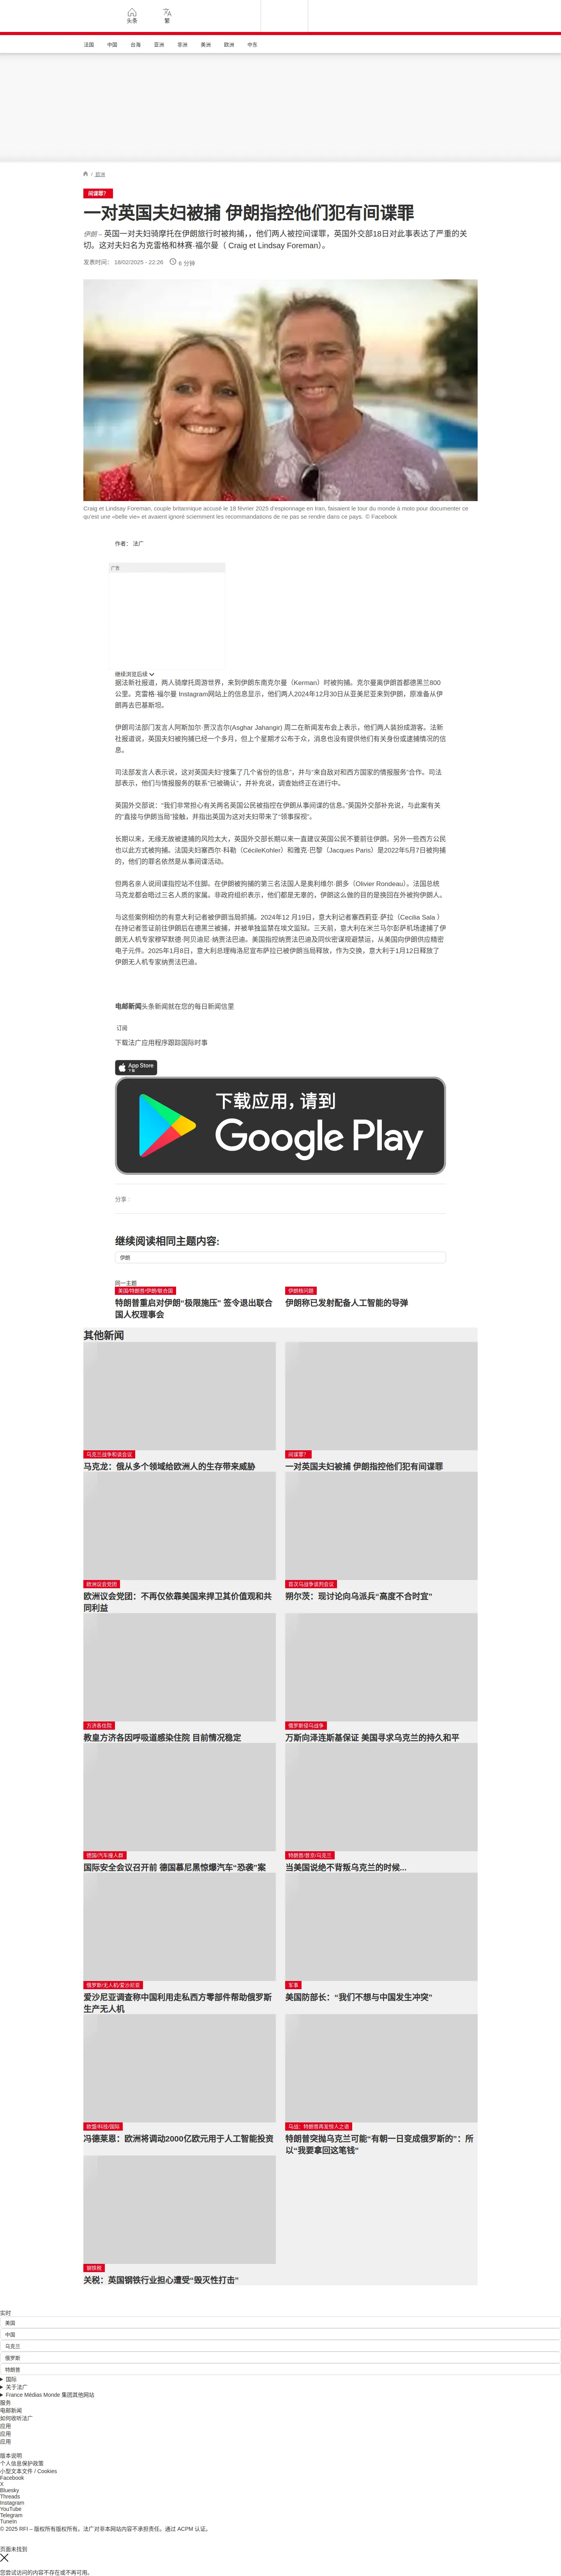 头条
繁
法国
中国
台海
亚洲
非洲
美洲
欧洲
中东
/ 欧洲
间谍罪?
一对英国夫妇被捕 伊朗指控他们犯有间谍罪
伊朗 – 英国一对夫妇骑摩托在伊朗旅行时被拘捕,，他们两人被控间谍罪，英国外交部18日对此事表达了严重的关
切。这对夫妇名为克雷格和林赛·福尔曼（ Craig et Lindsay Foreman）。
发表时间： 18/02/2025 - 22:28
6 分钟
Craig et Lindsay Foreman, couple britannique accusé le 18 février 2025 d'espionnage en Iran, faisaient le tour du monde à moto pour documenter ce
qu'est une «belle vie» et avaient ignoré sciemment les recommandations de ne pas se rendre dans ce pays. © Facebook
作者： 法广
广告
继续浏览后续
据法新社报道，两人骑摩托周游世界，来到伊朗东南克尔曼（Kerman）时被拘捕。克尔曼离伊朗首都德黑兰800
公里。克雷格·福尔曼 Instagram网站上的信息显示，他们两人2024年12月30日从亚美尼亚来到伊朗，原准备从伊
朗再去巴基斯坦。
伊朗司法部门发言人阿斯加尔·贾汉吉尔(Asghar Jahangir) 周二在新闻发布会上表示，他们两人装扮成游客。法新
社报道说，英国夫妇被拘捕已经一个多月，但上个星期才公布于众，消息也没有提供他们有关身份或逮捕情况的信
息。
司法部发言人表示说，这对英国夫妇“搜集了几个省份的信息”，并与“来自敌对和西方国家的情报服务”合作。司法
部表示，他们与情报服务的联系“已被确认”，并补充说，调查始终正在进行中。
英国外交部说：“我们非常担心有关两名英国公民被指控在伊朗从事间谍的信息。”英国外交部补充说，与此案有关
的“直接与伊朗当局”接触，并指出英国为这对夫妇带来了“领事探视”。
长期以来，无缘无故被逮捕的风险太大，英国外交部长期以来一直建议英国公民不要前往伊朗。另外一些西方公民
也以此方式被拘捕。法国夫妇塞西尔·科勒（CécileKohler）和雅克·巴黎（Jacques Paris）是2022年5月7日被拘捕
的，他们的罪名依然是从事间谍活动。
但两名亲人说间谍指控站不住脚。在伊朗被拘捕的第三名法国人是奥利维尔·朗多（Olivier Rondeau）。法国总统
马克龙都会晤过三名人质的家属。非政府组织表示，他们都是无辜的，伊朗这么做的目的是换回在外被拘伊朗人。
与这些案例相仿的有意大利记者被伊朗当局抓捕。2024年12 月19日，意大利记者塞西莉亚·萨拉（Cecilia Sala ）
在持记者签证前往伊朗后在德黑兰被捕，并被单独监禁在埃文监狱。三天前，意大利在米兰马尔彭萨机场逮捕了伊
朗无人机专家穆罕默德·阿贝迪尼·纳贾法巴迪。美国指控纳贾法巴迪及同伙密谋规避禁运，从美国向伊朗供应精密
电子元件。2025年1月8日，意大利总理梅洛尼宣布萨拉已被伊朗当局释放，作为交换，意大利于1月12日释放了
伊朗无人机专家纳贾法巴迪。
电邮新闻头条新闻就在您的每日新闻信里
订阅
下载法广应用程序跟踪国际时事
App Store
下载
下载应用，请到
Google Play
分享 :
继续阅读相同主题内容:
伊朗
同一主题
美国/特朗普/伊朗/联合国
特朗普重启对伊朗“极限施压” 签令退出联合
国人权理事会
伊朗核问题
伊朗称已发射配备人工智能的导弹
其他新闻
乌克兰战争和谈会议
马克龙：俄从多个领域给欧洲人的生存带来威胁
间谍罪？
一对英国夫妇被捕 伊朗指控他们犯有间谍罪
欧洲议会党团
欧洲议会党团：不再仅依靠美国来捍卫其价值观和共
同利益
首次乌战争谈判会议
朔尔茨：现讨论向乌派兵“高度不合时宜”
方济各住院
教皇方济各因呼吸道感染住院 目前情况稳定
俄罗斯侵乌战争
万斯向泽连斯基保证 美国寻求乌克兰的持久和平
德国/汽车撞人群
国际安全会议召开前 德国慕尼黑惊爆汽车“恐袭”案
特朗普/普京/乌克兰
当美国说绝不背叛乌克兰的时候...
俄罗斯/无人机/爱沙尼亚
爱沙尼亚调查称中国利用走私西方零部件帮助俄罗斯
生产无人机
军事
美国防部长：“我们不想与中国发生冲突”
欧盟/科技/国际
冯德莱恩：欧洲将调动2000亿欧元用于人工智能投资
乌战：特朗普再发惊人之语
特朗普突抛乌克兰可能“有朝一日变成俄罗斯的”：所
以“我要拿回这笔钱”
钢铁税
关税：英国钢铁行业担心遭受“毁灭性打击”
实时
美国
中国
乌克兰
俄罗斯
特朗普
国际
关于法广
France Médias Monde 集团其他网站
服务
电邮新闻
如何收听法广
应用
应用
应用
版本说明
个人信息保护政策
小型文本文件 / Cookies
Facebook
X
Bluesky
Threads
Instagram
YouTube
Telegram
TuneIn
© 2025 RFI – 版权所有版权所有。法广对非本网站内容不承担责任。通过 ACPM 认证。
页面未找到
您尝试访问的内容不存在或不再可用。